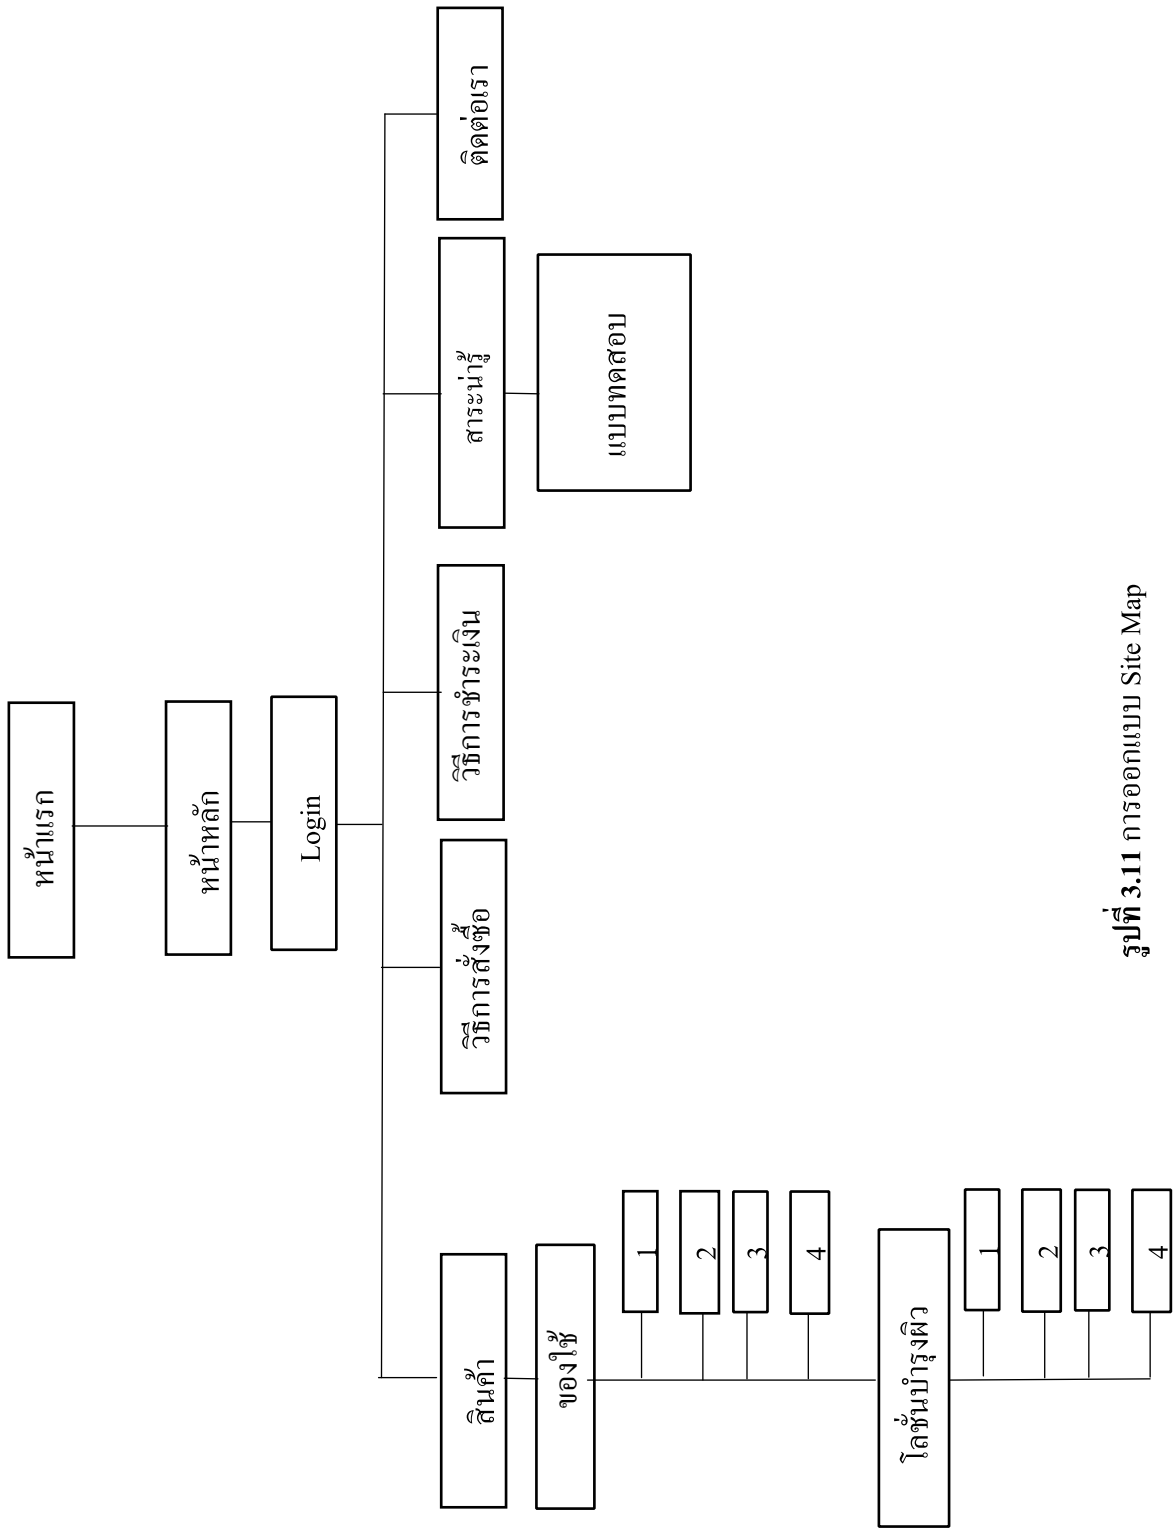 หน้าแรก
หน้าหลัก
Login
สินค้า
วิธีการสั่งซื้อ
วิธีการชำระเงิน
สาระน่ารู้
ติดต่อเรา
ของใช้
1
2
3
4
โลชั่นบำรุงผิว
1
2
3
4
แบบทดสอบ
รูปที่ 3.11 การออกแบบ Site Map